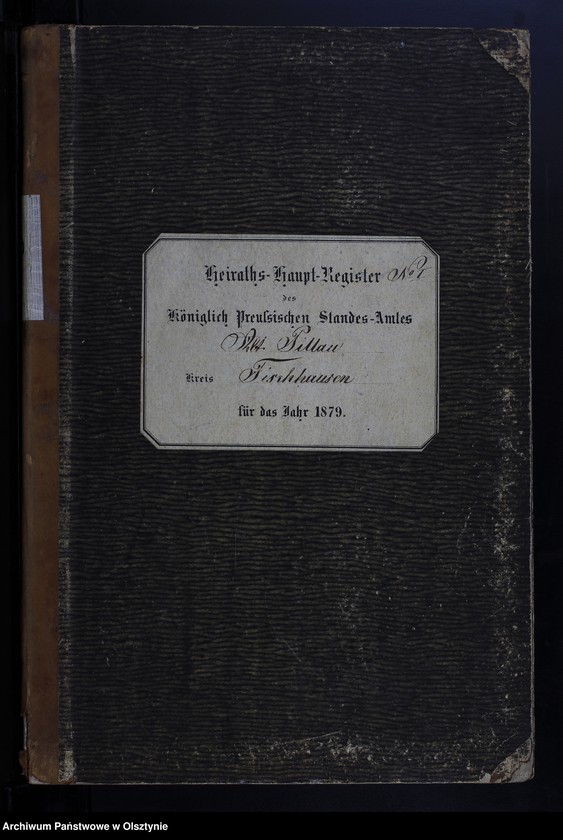 Heiraths-Haupt-Register No 1
des
Königlich Preußischen Standes-Amtes
Pillau
Kreis Fischhausen
für das Jahr 1879.
Archiwum Państwowe w Olsztynie